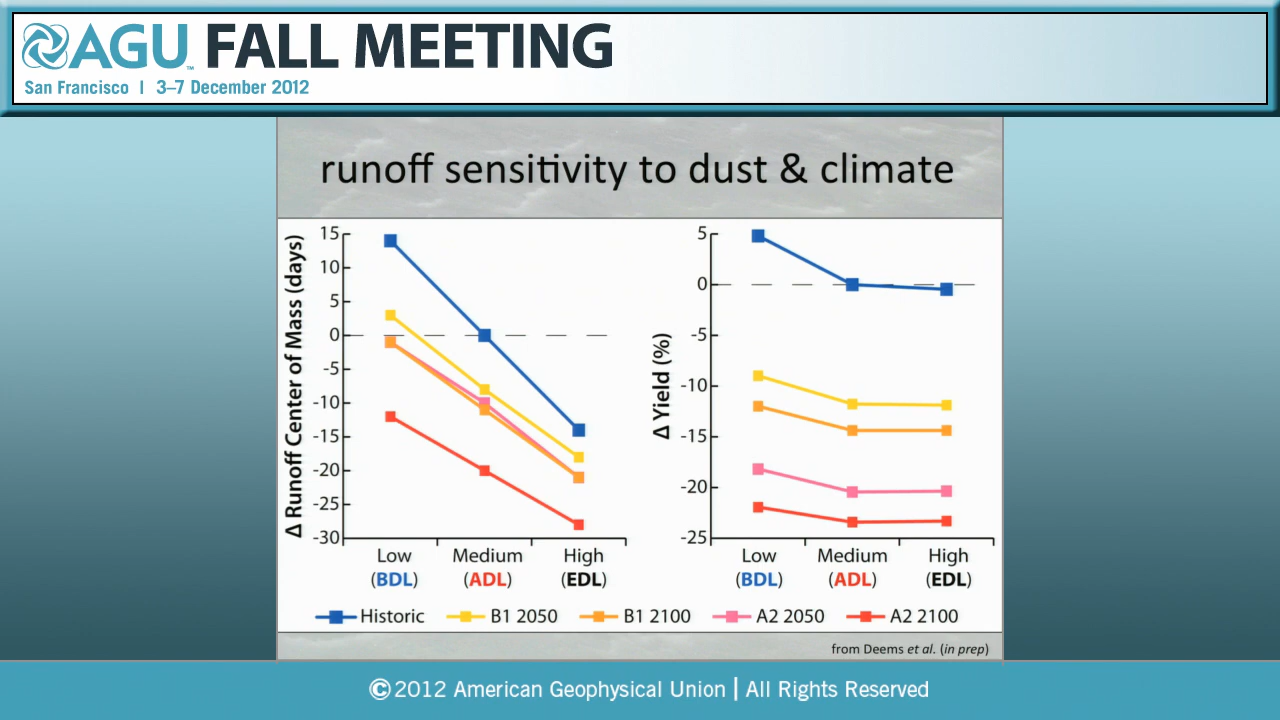 AGU™ FALL MEETING
San Francisco | 3–7 December 2012
runoff sensitivity to dust & climate
Δ Runoff Center of Mass (days)
15
10
5
0
-5
-10
-15
-20
-25
-30
Low
(BDL)
Medium
(ADL)
High
(EDL)
Δ Yield (%)
5
0
-5
-10
-15
-20
-25
Low
(BDL)
Medium
(ADL)
High
(EDL)
Historic B1 2050 B1 2100 A2 2050 A2 2100
from Deems et al. (in prep)
©2012 American Geophysical Union | All Rights Reserved